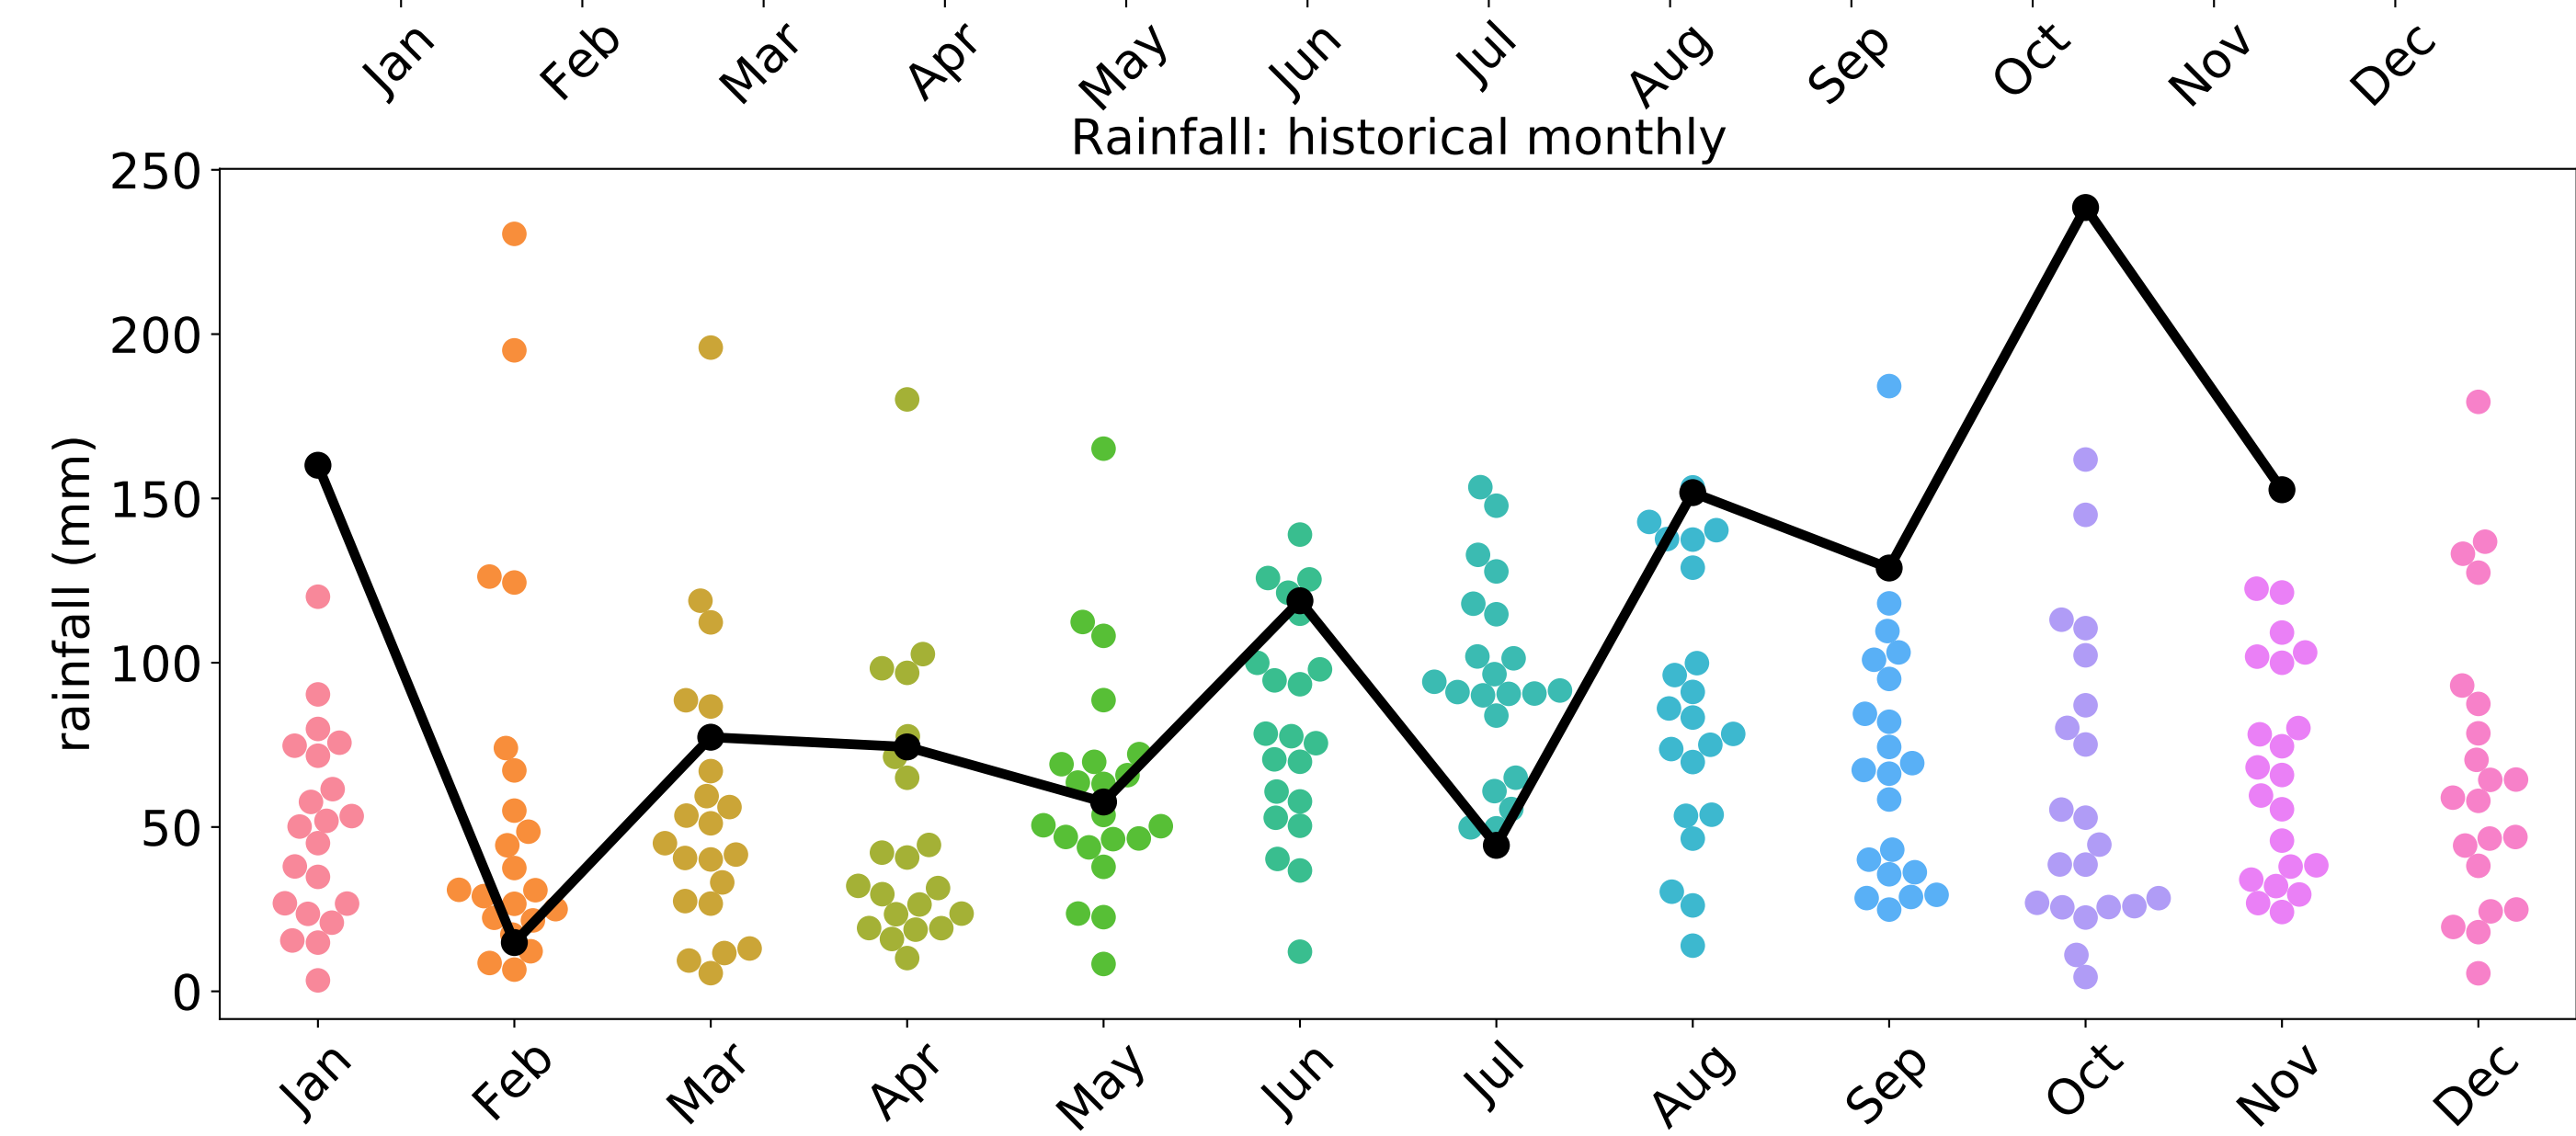 Jan Feb Mar Apr May Jun Jul Aug Sep Oct Nov Dec
Rainfall: historical monthly
250
200
150
100
50
0
rainfall (mm)
Jan Feb Mar Apr May Jun Jul Aug Sep Oct Nov Dec